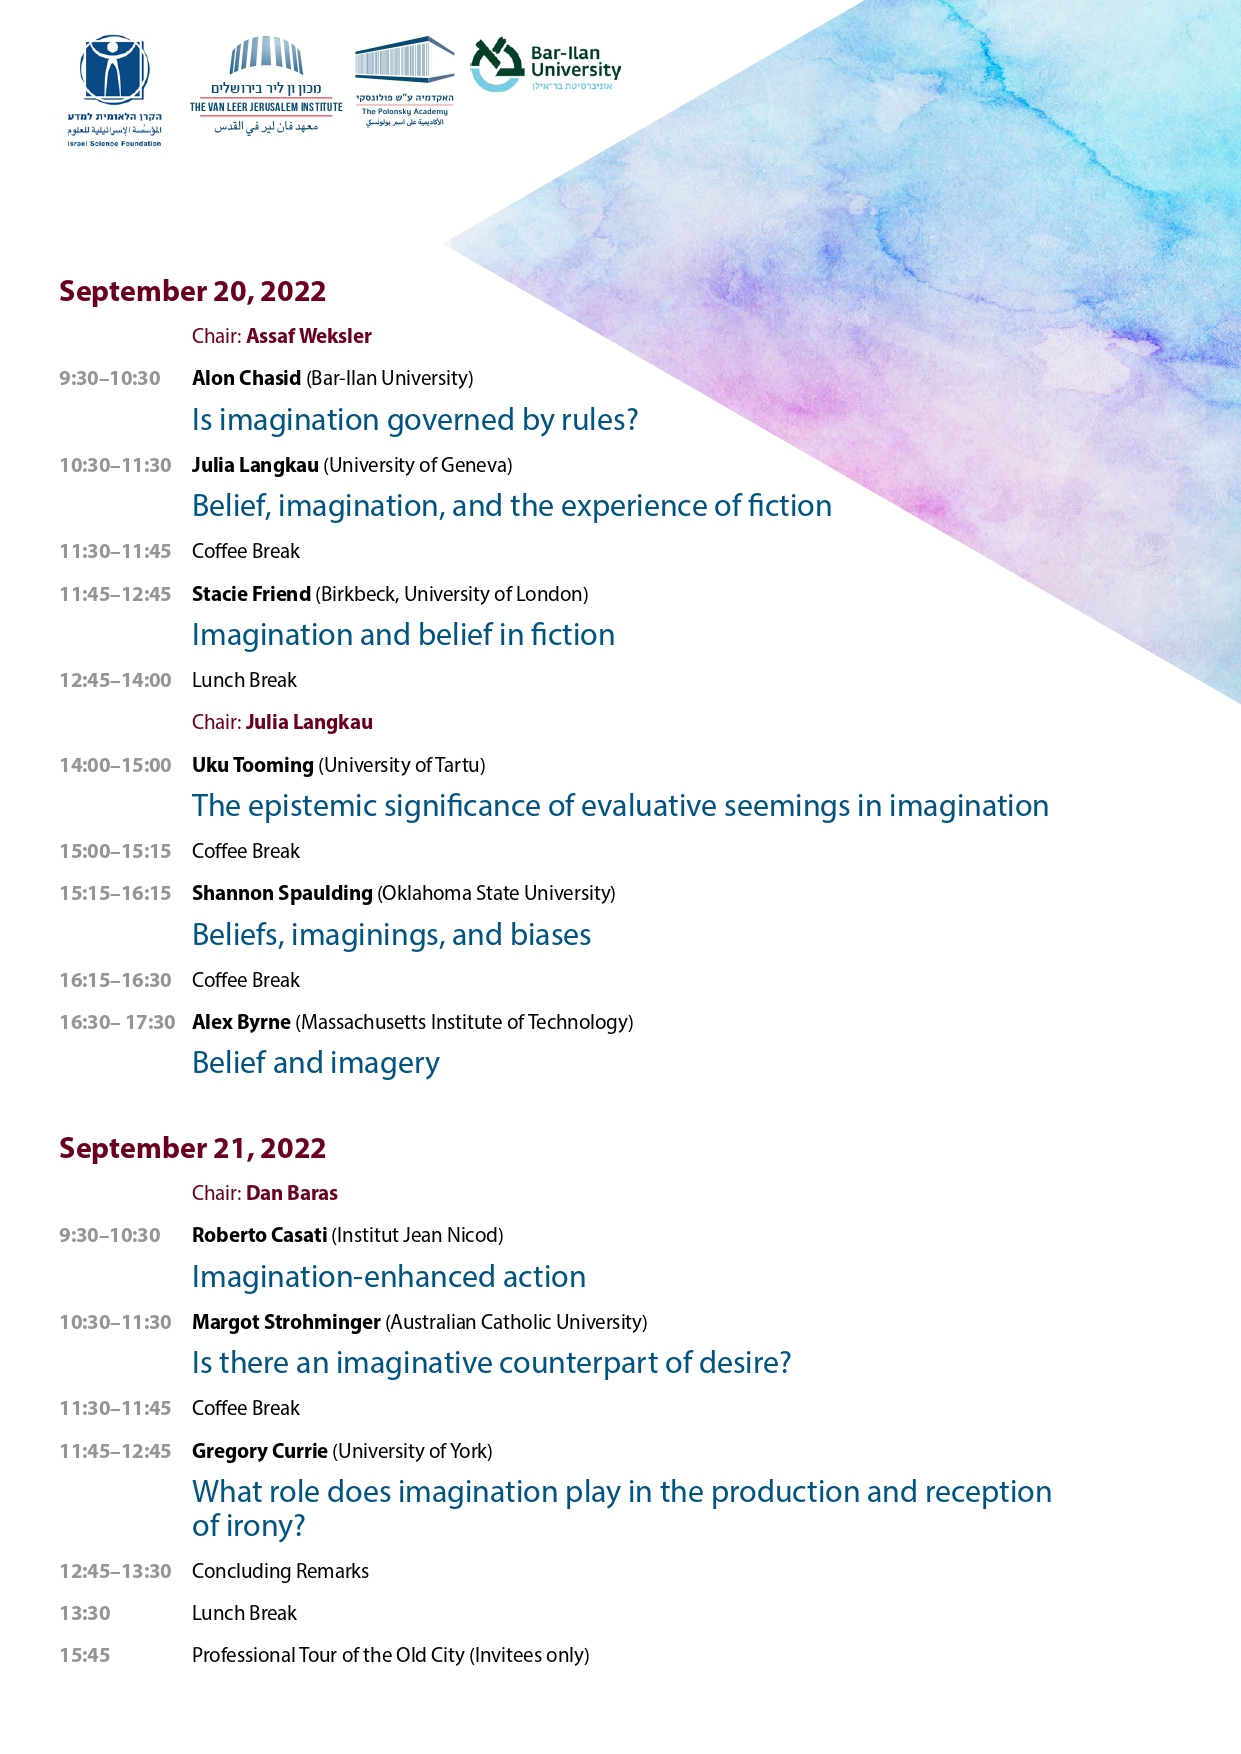 הקרן הלאומית למדע
المؤسّسة الإسرائيلية للعلوم
Israel Science Foundation
מכון ון ליר בירושלים
THE VAN LEER JERUSALEM INSTITUTE
معهد فان لير في القدس
האקדמיה ע"ש פולונסקי
The Polonsky Academy
الأكاديمية على اسم بولونسكي
Bar-Ilan
University
אוניברסיטת בר־אילן
September 20, 2022
Chair: Assaf Weksler
9:30–10:30 Alon Chasid (Bar-Ilan University)
Is imagination governed by rules?
10:30–11:30 Julia Langkau (University of Geneva)
Belief, imagination, and the experience of fiction
11:30–11:45 Coffee Break
11:45–12:45 Stacie Friend (Birkbeck, University of London)
Imagination and belief in fiction
12:45–14:00 Lunch Break
Chair: Julia Langkau
14:00–15:00 Uku Tooming (University of Tartu)
The epistemic significance of evaluative seemings in imagination
15:00–15:15 Coffee Break
15:15–16:15 Shannon Spaulding (Oklahoma State University)
Beliefs, imaginings, and biases
16:15–16:30 Coffee Break
16:30– 17:30 Alex Byrne (Massachusetts Institute of Technology)
Belief and imagery
September 21, 2022
Chair: Dan Baras
9:30–10:30 Roberto Casati (Institut Jean Nicod)
Imagination-enhanced action
10:30–11:30 Margot Strohminger (Australian Catholic University)
Is there an imaginative counterpart of desire?
11:30–11:45 Coffee Break
11:45–12:45 Gregory Currie (University of York)
What role does imagination play in the production and reception
of irony?
12:45–13:30 Concluding Remarks
13:30 Lunch Break
15:45 Professional Tour of the Old City (Invitees only)